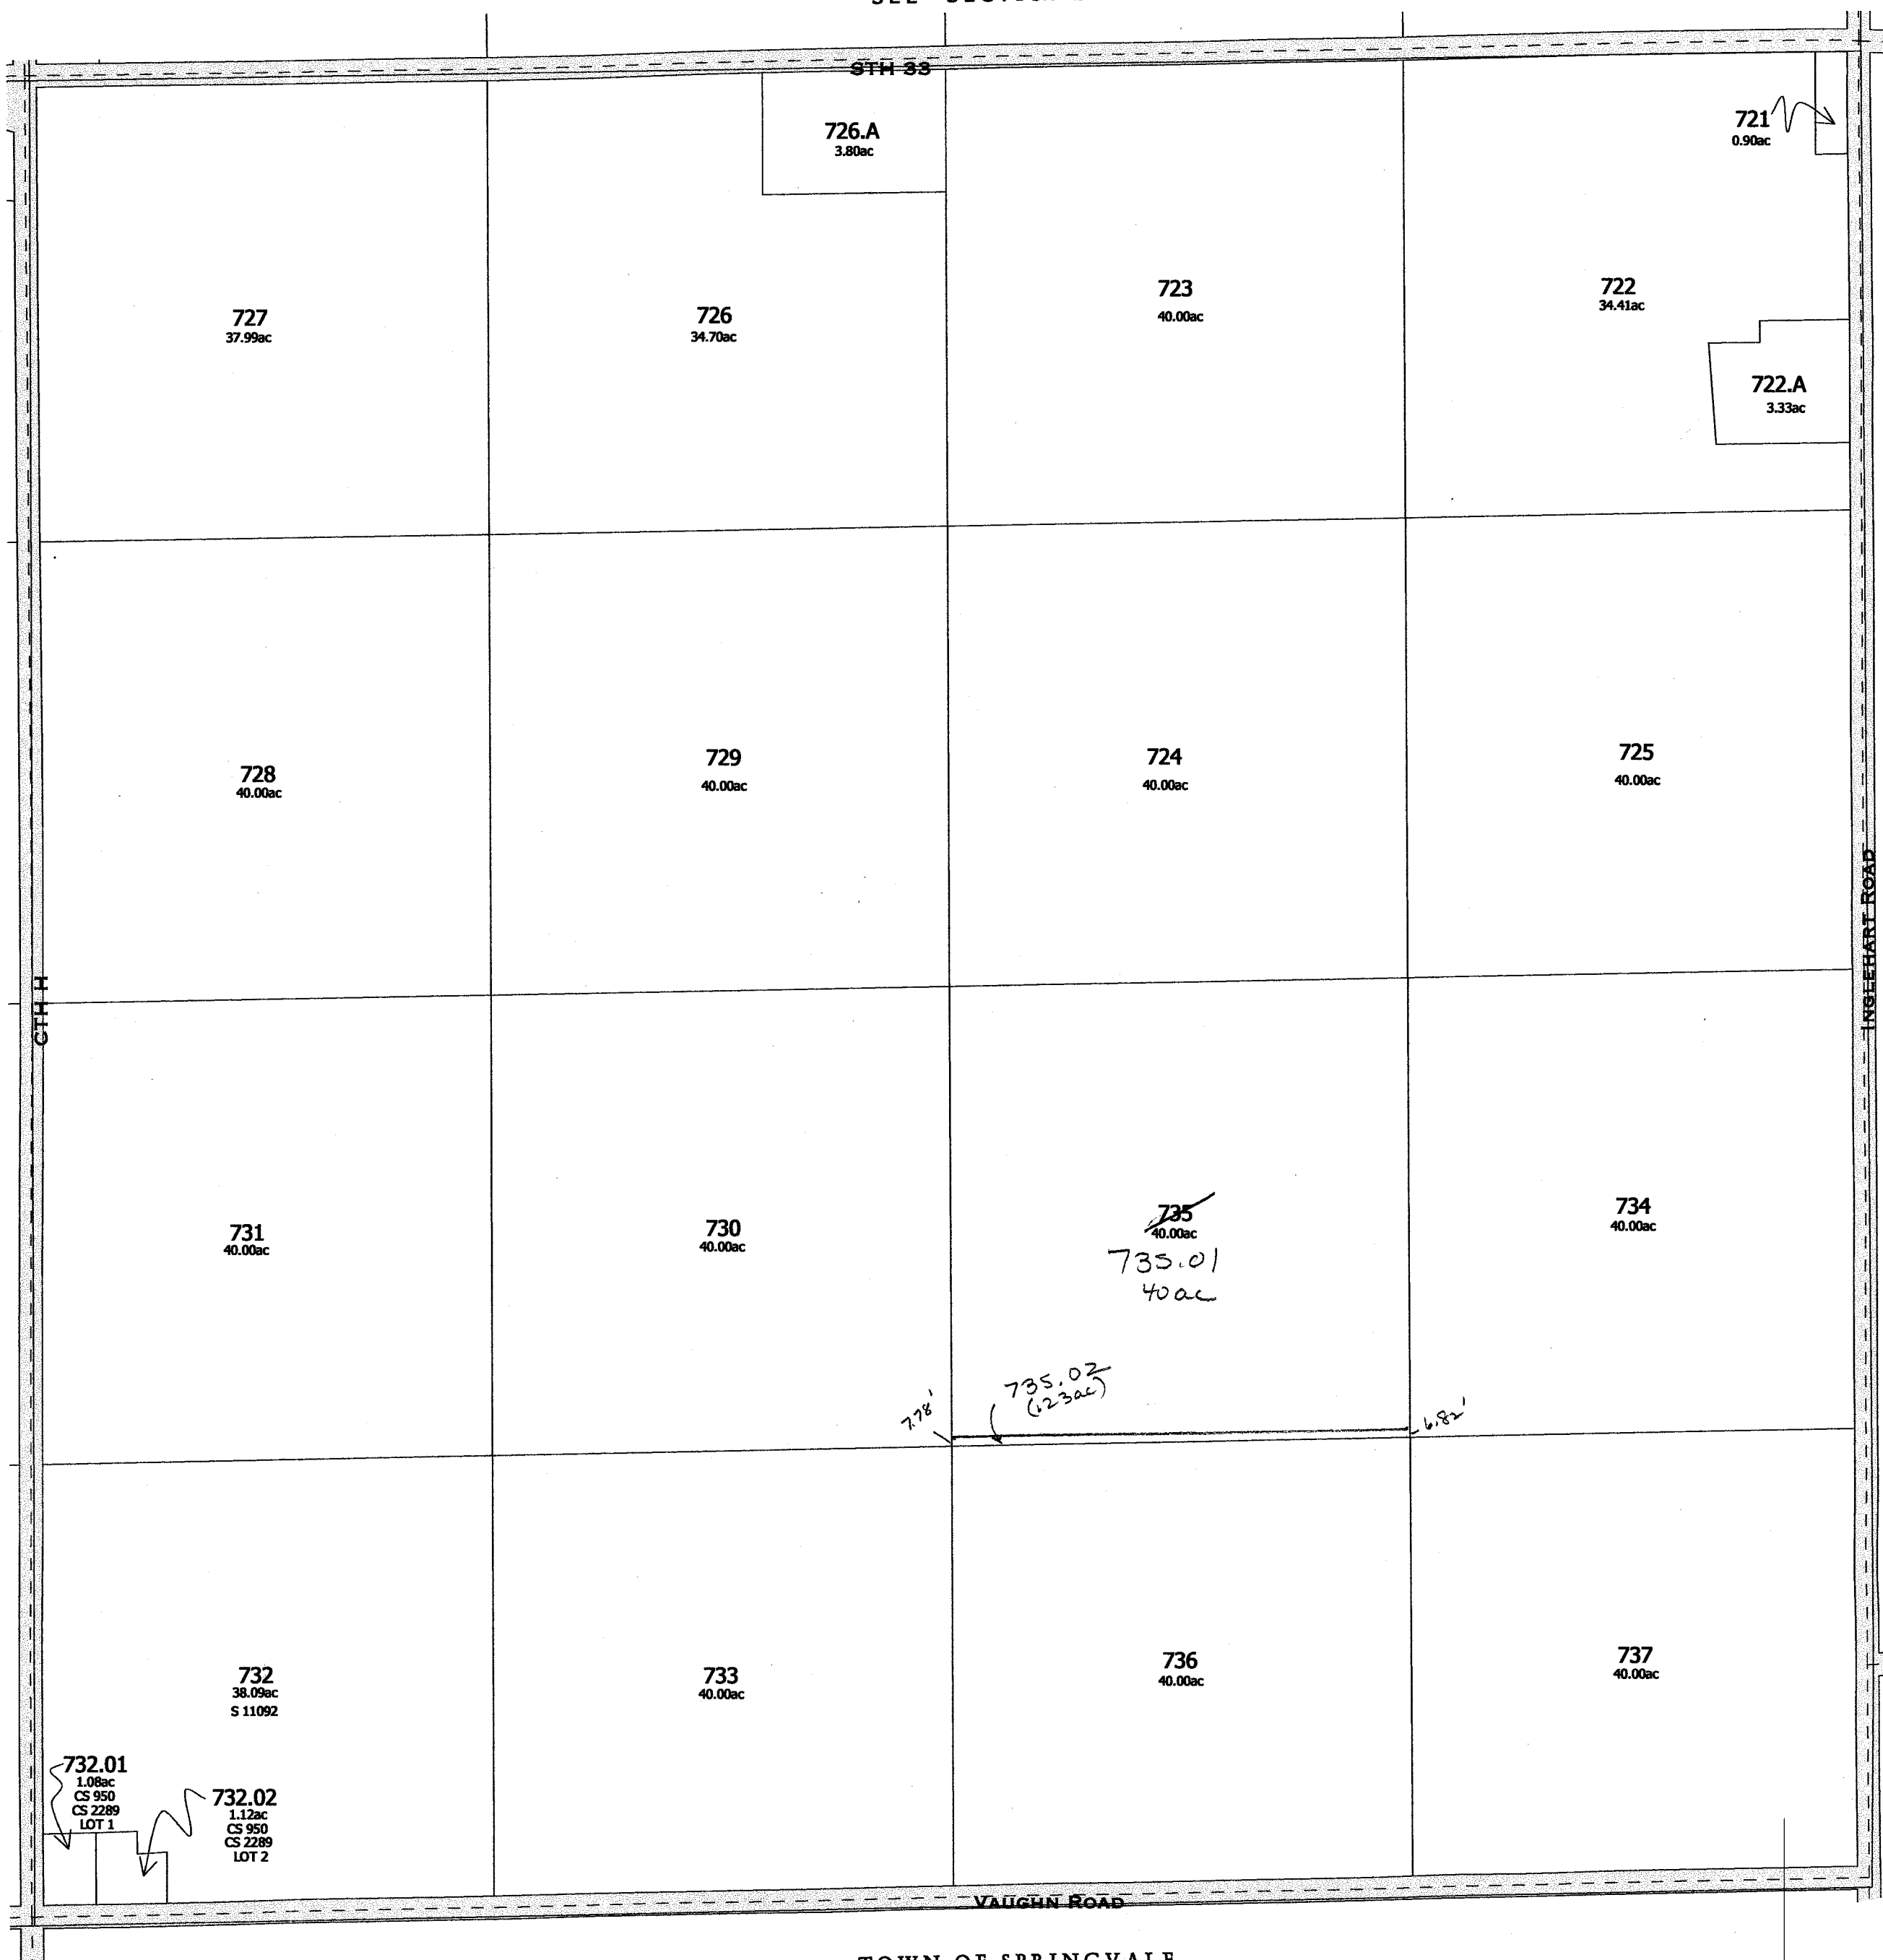 STH 33
726.A
3.80ac
721
0.90ac
727
37.99ac
726
34.70ac
723
40.00ac
722
34.41ac
722.A
3.33ac
728
40.00ac
729
40.00ac
724
40.00ac
725
40.00ac
CTH H
INGLEHART ROAD
731
40.00ac
730
40.00ac
735
40.00ac
735.01
40 ac
734
40.00ac
7.78'
735.02
(.23ac)
6.82'
732
38.09ac
S 11092
733
40.00ac
736
40.00ac
737
40.00ac
732.01
1.08ac
CS 950
CS 2289
LOT 1
732.02
1.12ac
CS 950
CS 2289
LOT 2
VAUGHN ROAD
TOWN OF SPRINGVALE